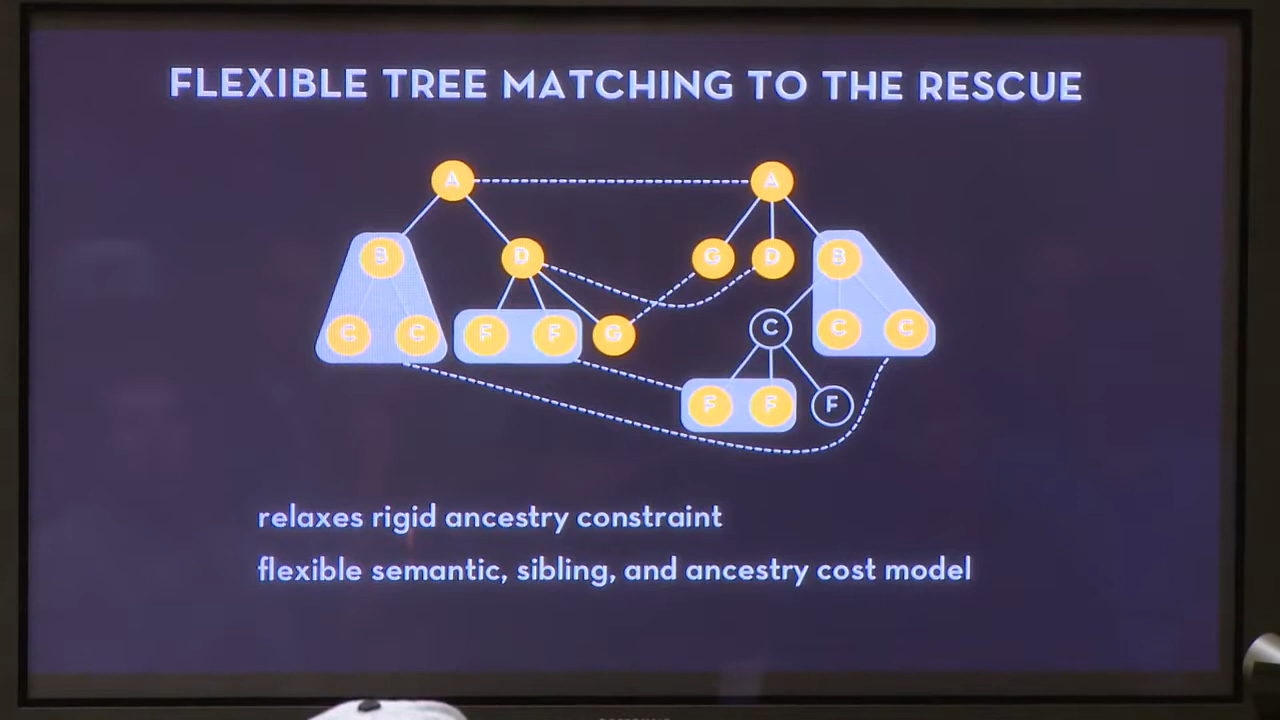 FLEXIBLE TREE MATCHING TO THE RESCUE
A A
B D G D B
C C F F G C C C
F F F
relaxes rigid ancestry constraint
flexible semantic, sibling, and ancestry cost model